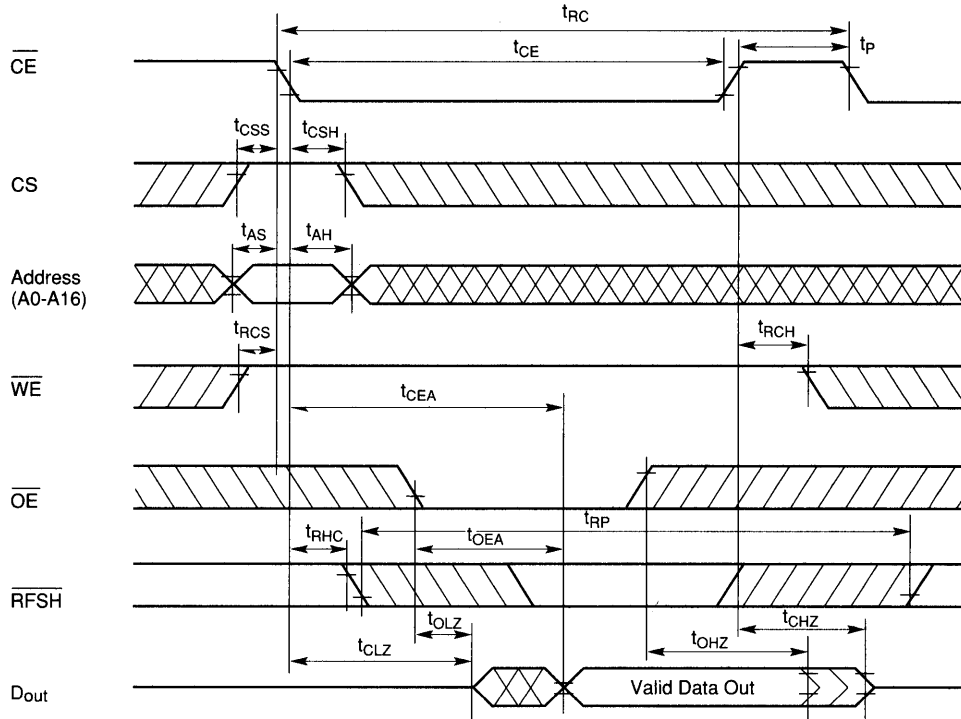 tRC
tCE
tP
CE
tCSS
tCSH
CS
tAS
tAH
Address
(A0-A16)
tRCS
tRCH
WE
tCEA
OE
tRP
tRHC
tOEA
RFSH
tOLZ
tCHZ
tCLZ
tOHZ
Dout
Valid Data Out